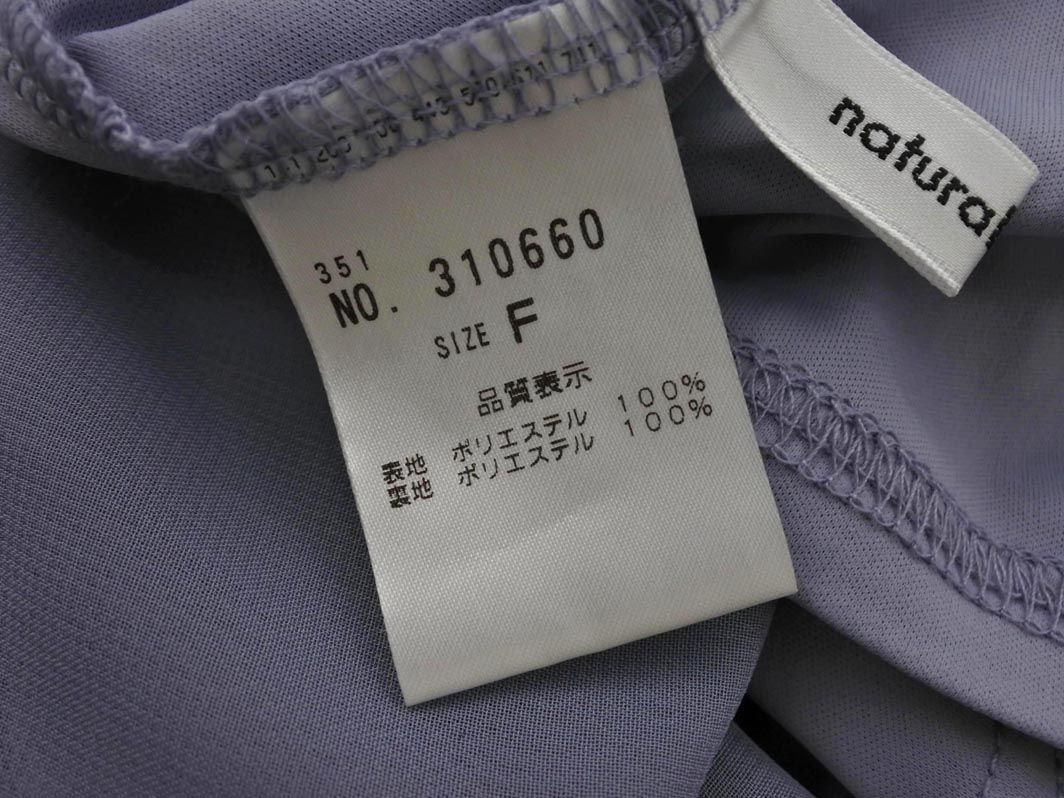 natural
351
NO. 310660
SIZE F
品質表示
表地 ポリエステル 100%
裏地 ポリエステル 100%